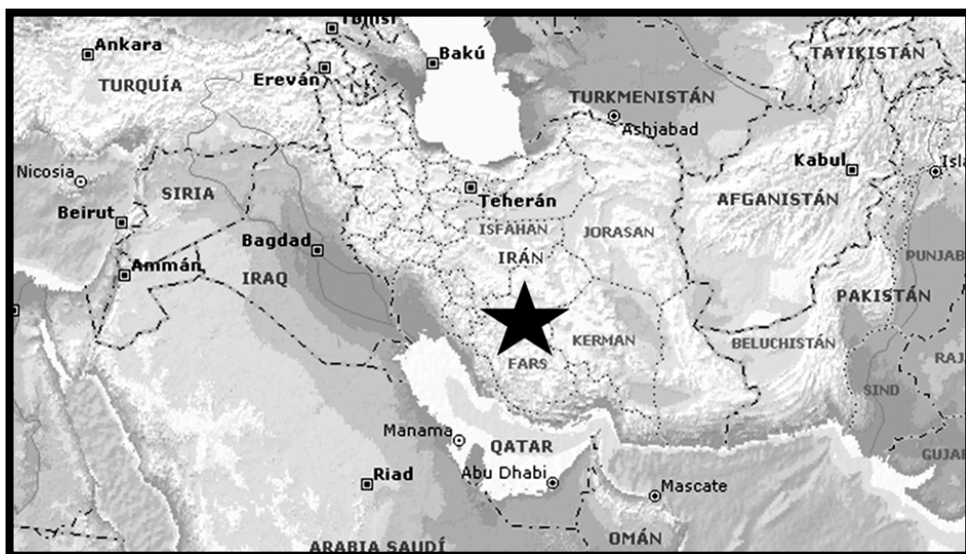 Tbilisi
Ankara
Bakú
TAYIKISTÁN
Ereván
TURQUÍA
TURKMENISTÁN
Ashjabad
Kabul
Nicosia
Teherán
SIRIA
AFGANISTÁN
Beirut
ISFAHAN
JORASAN
Bagdad
IRÁN
PUNJAB
Ammán
IRAQ
PAKISTÁN
KERMAN
BELUCHISTÁN
FARS
SIND
Manama
QATAR
Riad
Abu Dhabi
Mascate
OMÁN
ARABIA SAUDÍ